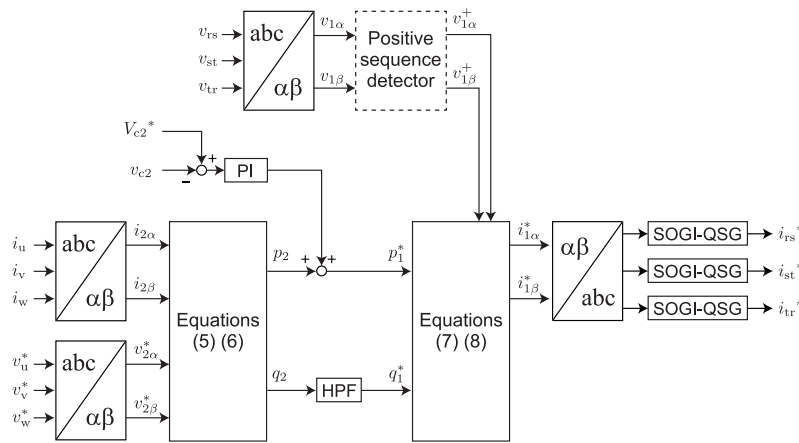 v_rs
v_st
v_tr
abc
αβ
v_1α
v_1β
Positive
sequence
detector
v_1α^+
v_1β^+
V_c2*
v_c2
+
−
PI
i_u
i_v
i_w
abc
αβ
i_2α
i_2β
v_u^*
v_v^*
v_w^*
abc
αβ
v_2α^*
v_2β^*
Equations
(5) (6)
p_2
+
+
p_1^*
q_2
HPF
q_1^*
Equations
(7) (8)
i_1α^*
i_1β^*
αβ
abc
SOGI-QSG
i_rs*
SOGI-QSG
i_st*
SOGI-QSG
i_tr*